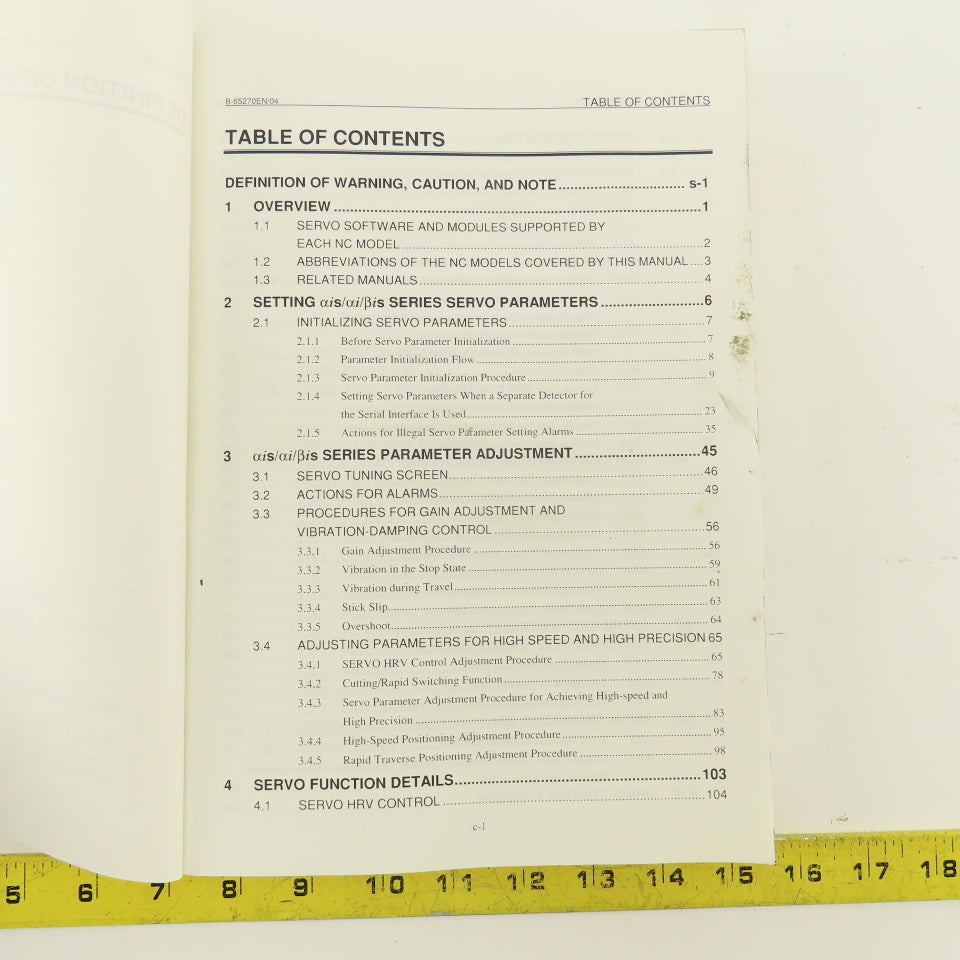 B-65270EN/04 TABLE OF CONTENTS
TABLE OF CONTENTS
DEFINITION OF WARNING, CAUTION, AND NOTE ................................ s-1
1 OVERVIEW ..............................................................................................1
1.1 SERVO SOFTWARE AND MODULES SUPPORTED BY
EACH NC MODEL ..............................................................................2
1.2 ABBREVIATIONS OF THE NC MODELS COVERED BY THIS MANUAL ....3
1.3 RELATED MANUALS..........................................................................4
2 SETTING αis/αi/βis SERIES SERVO PARAMETERS .........................6
2.1 INITIALIZING SERVO PARAMETERS.................................................7
2.1.1 Before Servo Parameter Initialization ....................................................7
2.1.2 Parameter Initialization Flow ................................................................8
2.1.3 Servo Parameter Initialization Procedure...............................................9
2.1.4 Setting Servo Parameters When a Separate Detector for
the Serial Interface Is Used.................................................................. 23
2.1.5 Actions for Illegal Servo Parameter Setting Alarms ............................. 35
3 αis/αi/βis SERIES PARAMETER ADJUSTMENT ..............................45
3.1 SERVO TUNING SCREEN................................................................46
3.2 ACTIONS FOR ALARMS...................................................................49
3.3 PROCEDURES FOR GAIN ADJUSTMENT AND
VIBRATION-DAMPING CONTROL ....................................................56
3.3.1 Gain Adjustment Procedure ................................................................56
3.3.2 Vibration in the Stop State ..................................................................59
3.3.3 Vibration during Travel......................................................................61
3.3.4 Stick Slip............................................................................................63
3.3.5 Overshoot...........................................................................................64
3.4 ADJUSTING PARAMETERS FOR HIGH SPEED AND HIGH PRECISION 65
3.4.1 SERVO HRV Control Adjustment Procedure ......................................65
3.4.2 Cutting/Rapid Switching Function ......................................................78
3.4.3 Servo Parameter Adjustment Procedure for Achieving High-speed and
High Precision ....................................................................................83
3.4.4 High-Speed Positioning Adjustment Procedure....................................95
3.4.5 Rapid Traverse Positioning Adjustment Procedure ..............................98
4 SERVO FUNCTION DETAILS.............................................................103
4.1 SERVO HRV CONTROL .................................................................104
c-1
5 6 7 8 9 10 11 12 13 14 15 16 17 18